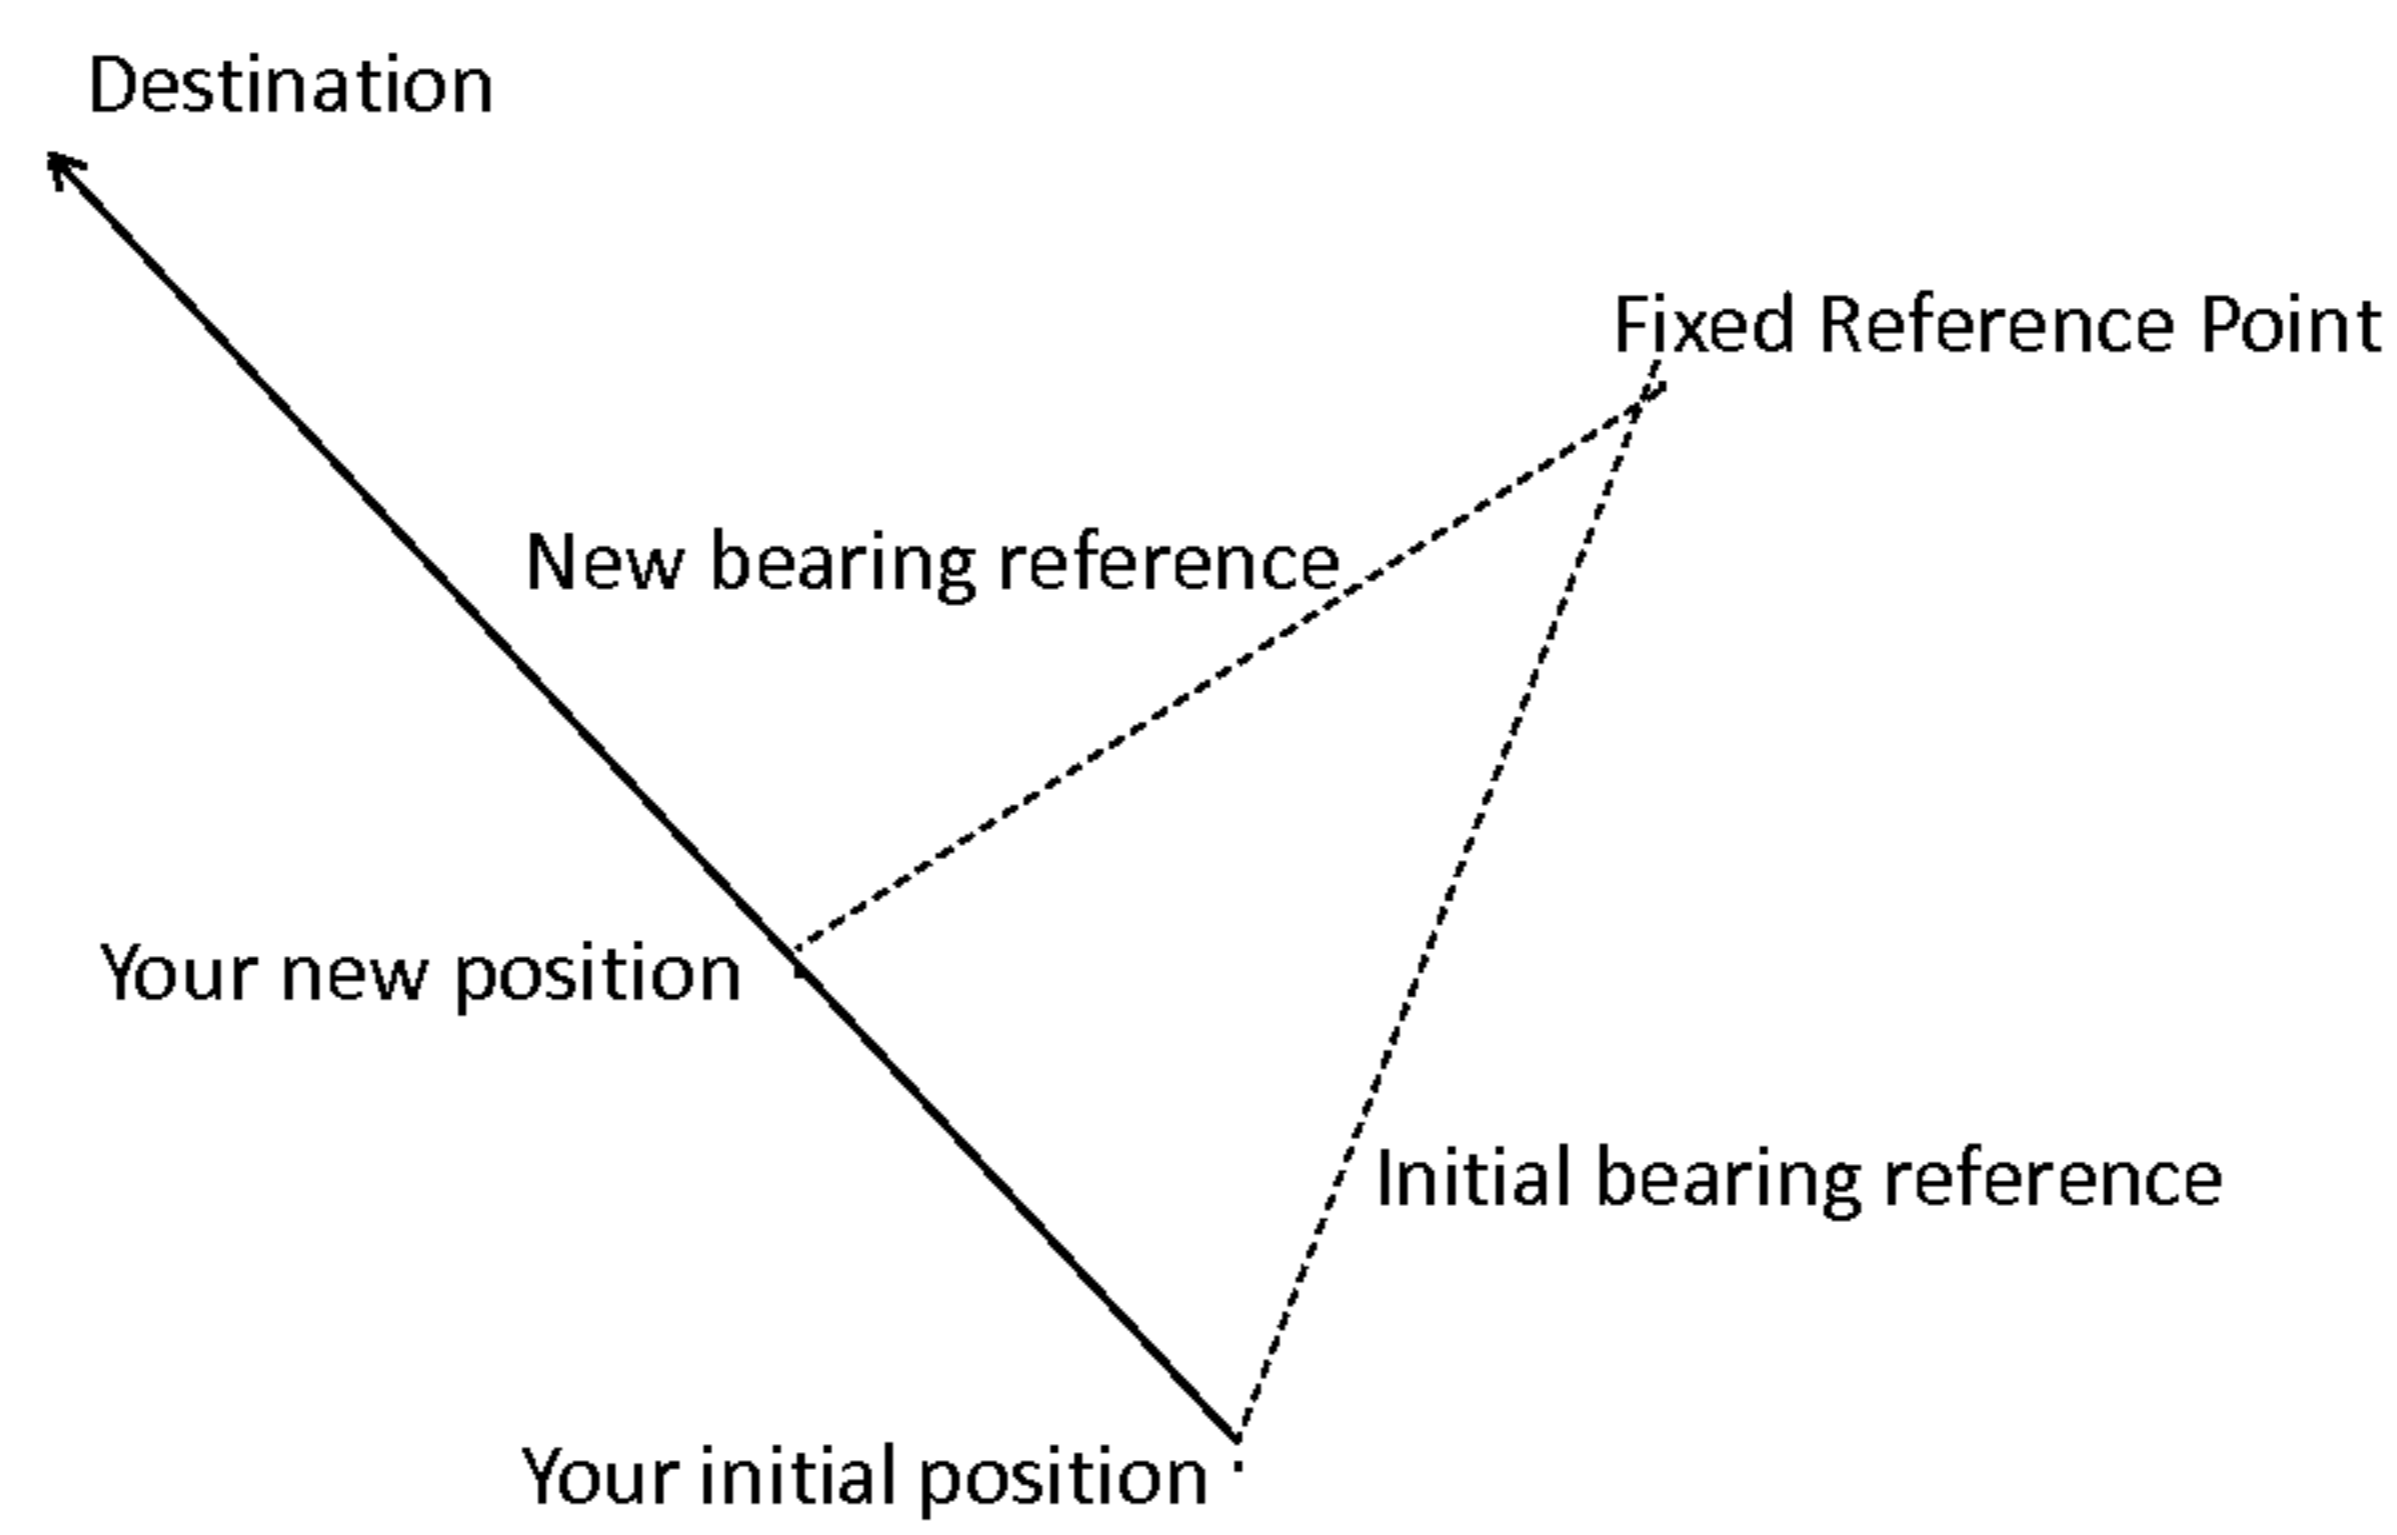 Destination
Fixed Reference Point
New bearing reference
Your new position
Initial bearing reference
Your initial position